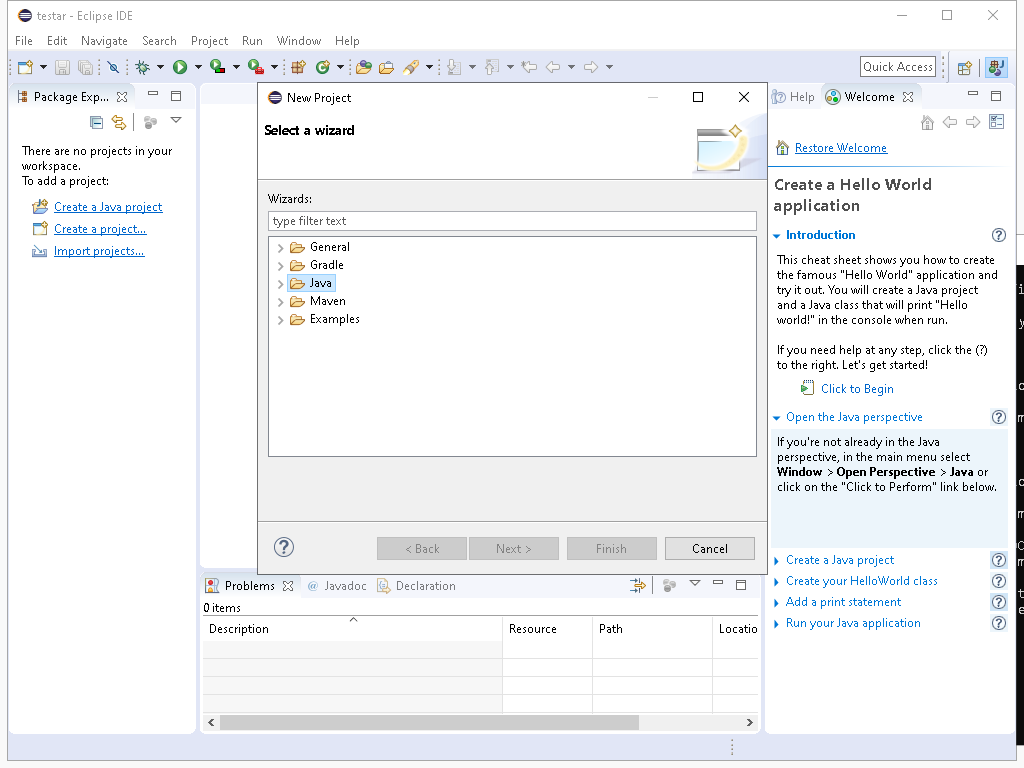 testar - Eclipse IDE
File Edit Navigate Search Project Run Window Help
Quick Access
Package Exp...
There are no projects in your
workspace.
To add a project:
Create a Java project
Create a project...
Import projects...
New Project
Select a wizard
Wizards:
type filter text
General
Gradle
Java
Maven
Examples
< Back
Next >
Finish
Cancel
Help
Welcome
Restore Welcome
Create a Hello World
application
Introduction
This cheat sheet shows you how to create
the famous "Hello World" application and
try it out. You will create a Java project
and a Java class that will print "Hello
world!" in the console when run.
If you need help at any step, click the (?)
to the right. Let's get started!
Click to Begin
Open the Java perspective
If you're not already in the Java
perspective, in the main menu select
Window > Open Perspective > Java or
click on the "Click to Perform" link below.
Create a Java project
Create your HelloWorld class
Add a print statement
Run your Java application
Problems
@ Javadoc
Declaration
0 items
Description
Resource
Path
Locatio